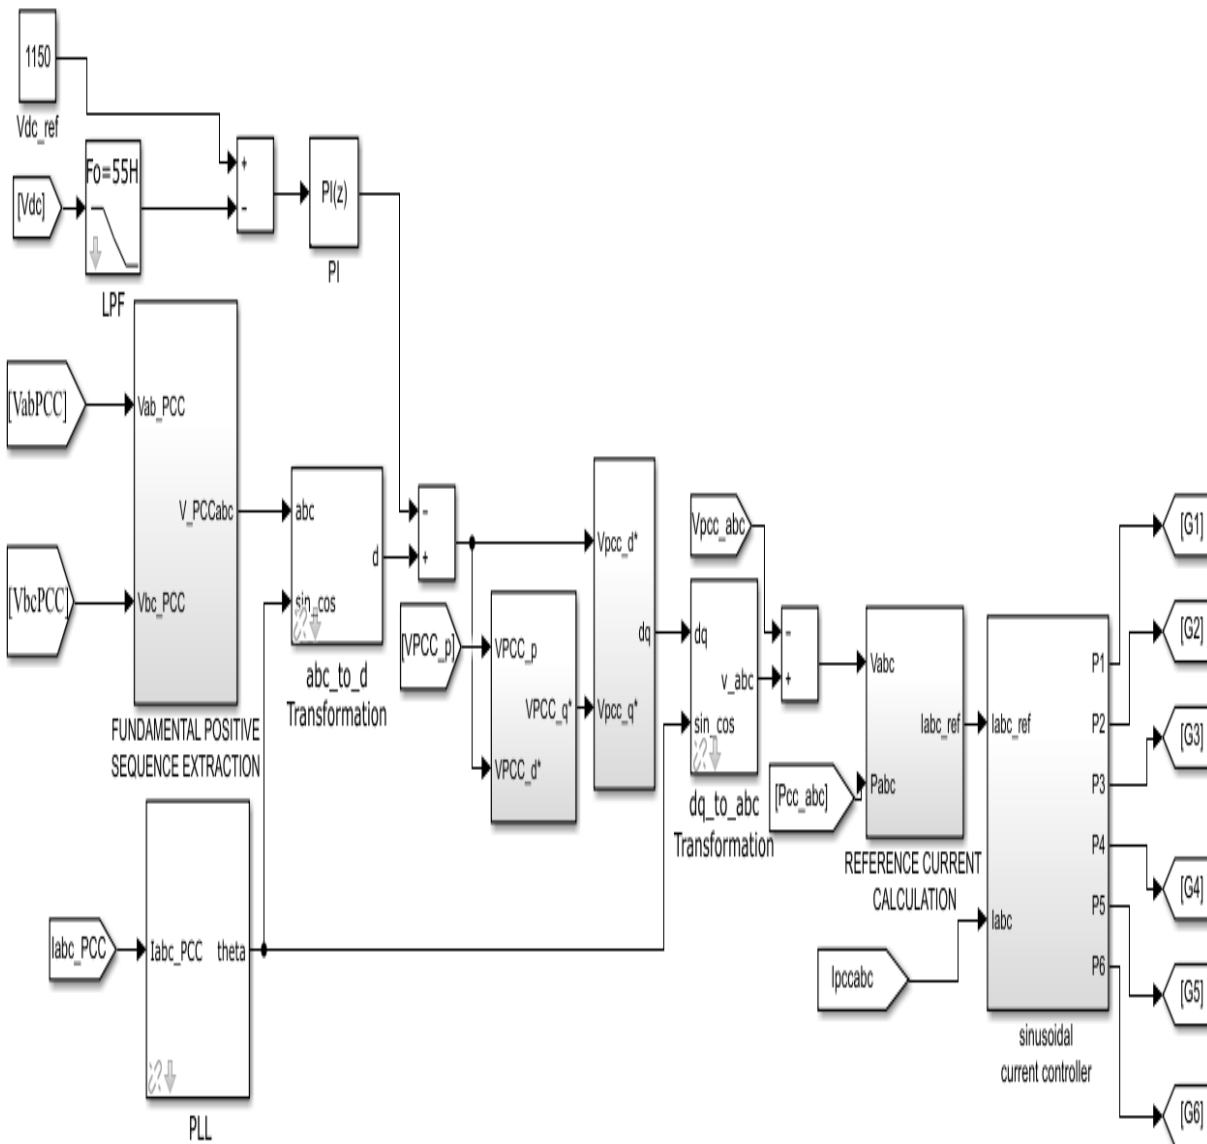 1150
Vdc_ref
[Vdc]
Fo=55H
LPF
+
-
PI(z)
PI
[VabPCC]
[VbcPCC]
Vab_PCC
V_PCCabc
Vbc_PCC
FUNDAMENTAL POSITIVE
SEQUENCE EXTRACTION
abc
d
sin_cos
abc_to_d
Transformation
-
+
[VPCC_p]
VPCC_p
VPCC_q*
VPCC_d*
Vpcc_d*
dq
Vpcc_q*
Vpcc_abc
dq
v_abc
sin_cos
dq_to_abc
Transformation
-
+
[Pcc_abc]
Vabc
Iabc_ref
Pabc
REFERENCE CURRENT
CALCULATION
Iabc_PCC
Iabc_PCC
theta
PLL
Ipccabc
Iabc_ref
Iabc
P1
P2
P3
P4
P5
P6
sinusoidal
current controller
[G1]
[G2]
[G3]
[G4]
[G5]
[G6]